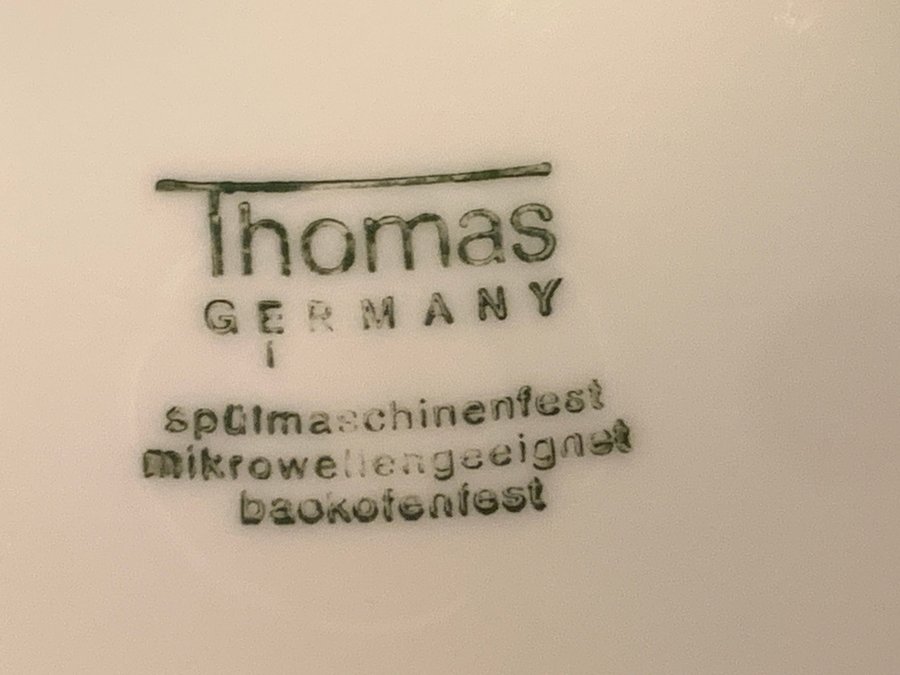 Thomas
GERMANY
I
spülmaschinenfest
mikrowellengeeignet
backofenfest